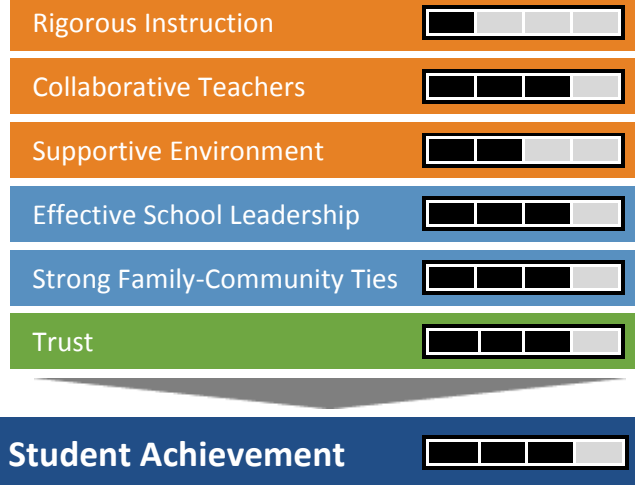 Rigorous Instruction
Collaborative Teachers
Supportive Environment
Effective School Leadership
Strong Family-Community Ties
Trust
Student Achievement